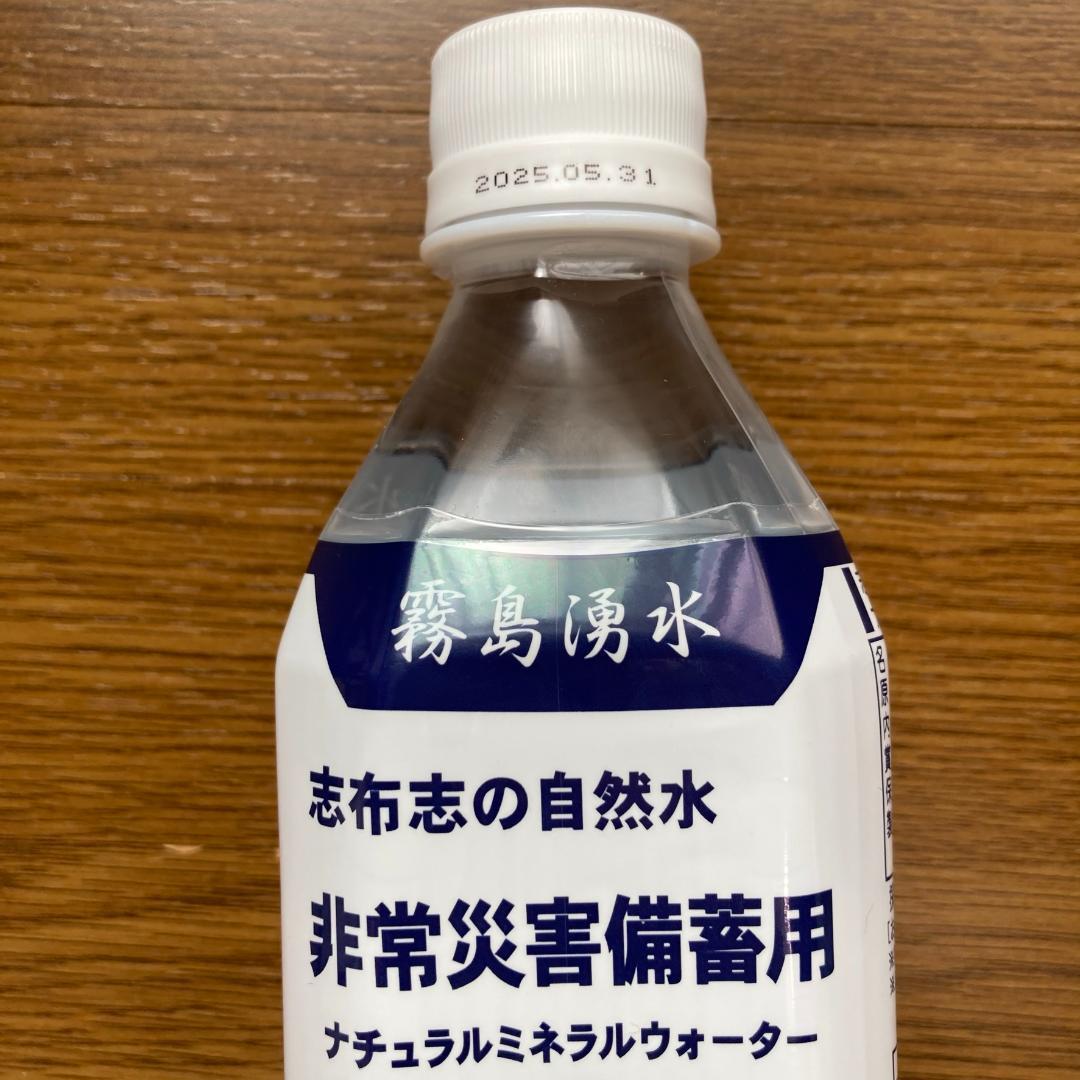 2025.05.31
霧島湧水
志布志の自然水
非常災害備蓄用
ナチュラルミネラルウォーター